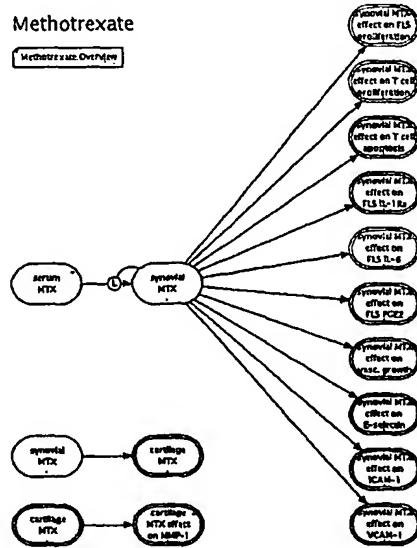 Methotrexate
Methotrexate Overview
synovial MTX
effect on FLS
proliferation
synovial MTX
effect on T cell
proliferation
synovial MTX
effect on T cell
apoptosis
synovial MTX
effect on
FLS IL-1Ra
synovial MTX
effect on
FLS IL-6
synovial MTX
effect on
FLS PGE2
synovial MTX
effect on
vasc. growth
synovial MTX
effect on
E-selectin
synovial MTX
effect on
ICAM-1
synovial MTX
effect on
VCAM-1
serum
MTX
L
synovial
MTX
synovial
MTX
cartilage
MTX
cartilage
MTX
cartilage
MTX effect
on MMP-1